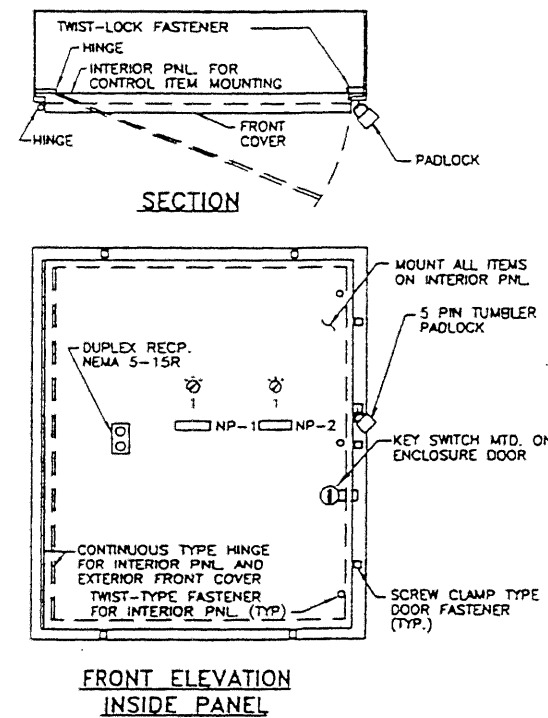 TWIST-LOCK FASTENER
HINGE
INTERIOR PNL. FOR
CONTROL ITEM MOUNTING
HINGE
FRONT
COVER
PADLOCK
SECTION
MOUNT ALL ITEMS
ON INTERIOR PNL.
5 PIN TUMBLER
PADLOCK
DUPLEX RECP.
NEMA 5-15R
1
1
NP-1
NP-2
KEY SWITCH MTD. ON
ENCLOSURE DOOR
CONTINUOUS TYPE HINGE
FOR INTERIOR PNL. AND
EXTERIOR FRONT COVER
TWIST-TYPE FASTENER
FOR INTERIOR PNL. (TYP)
SCREW CLAMP TYPE
DOOR FASTENER
(TYP.)
FRONT ELEVATION
INSIDE PANEL